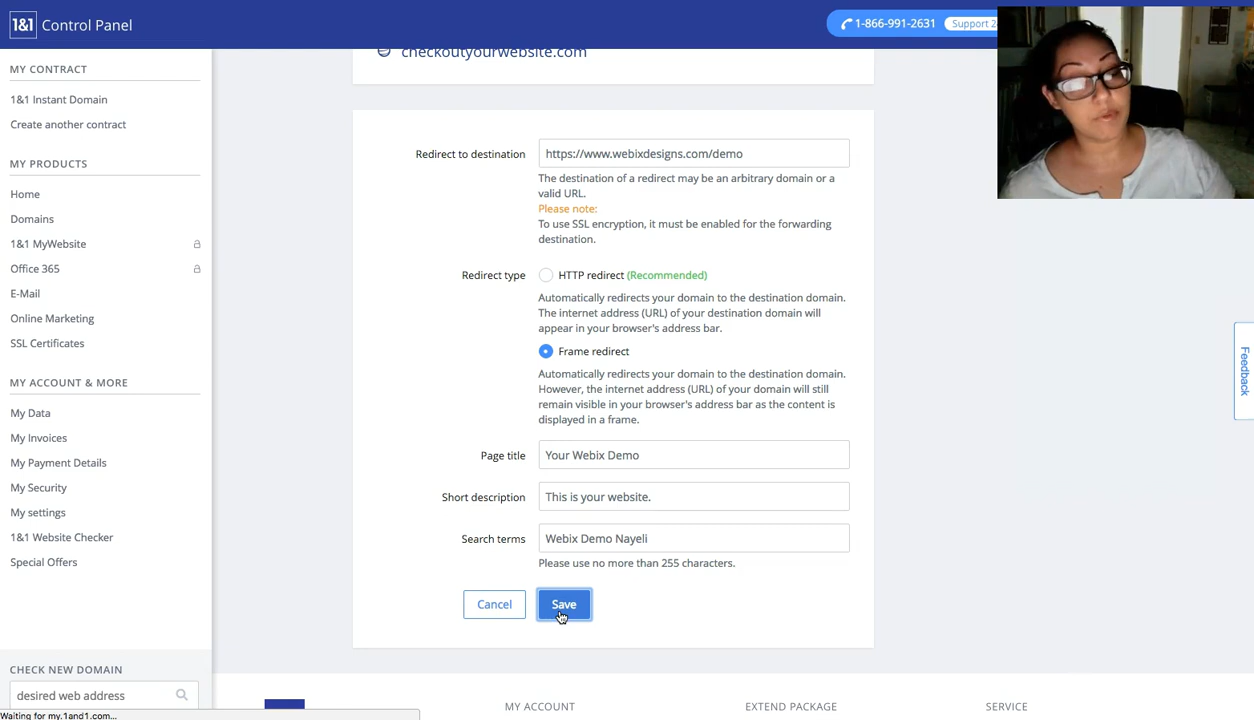 1&1 Control Panel
1-866-991-2631
Support 2
MY CONTRACT
1&1 Instant Domain
Create another contract
MY PRODUCTS
Home
Domains
1&1 MyWebsite
Office 365
E-Mail
Online Marketing
SSL Certificates
MY ACCOUNT & MORE
My Data
My Invoices
My Payment Details
My Security
My settings
1&1 Website Checker
Special Offers
CHECK NEW DOMAIN
desired web address
Waiting for my.1and1.com...
checkoutyourwebsite.com
Redirect to destination
https://www.webixdesigns.com/demo
The destination of a redirect may be an arbitrary domain or a
valid URL.
Please note:
To use SSL encryption, it must be enabled for the forwarding
destination.
Redirect type
HTTP redirect (Recommended)
Automatically redirects your domain to the destination domain.
The internet address (URL) of your destination domain will
appear in your browser's address bar.
Frame redirect
Automatically redirects your domain to the destination domain.
However, the internet address (URL) of your domain will still
remain visible in your browser's address bar as the content is
displayed in a frame.
Page title
Your Webix Demo
Short description
This is your website.
Search terms
Webix Demo Nayeli
Please use no more than 255 characters.
Cancel
Save
MY ACCOUNT
EXTEND PACKAGE
SERVICE
Feedback